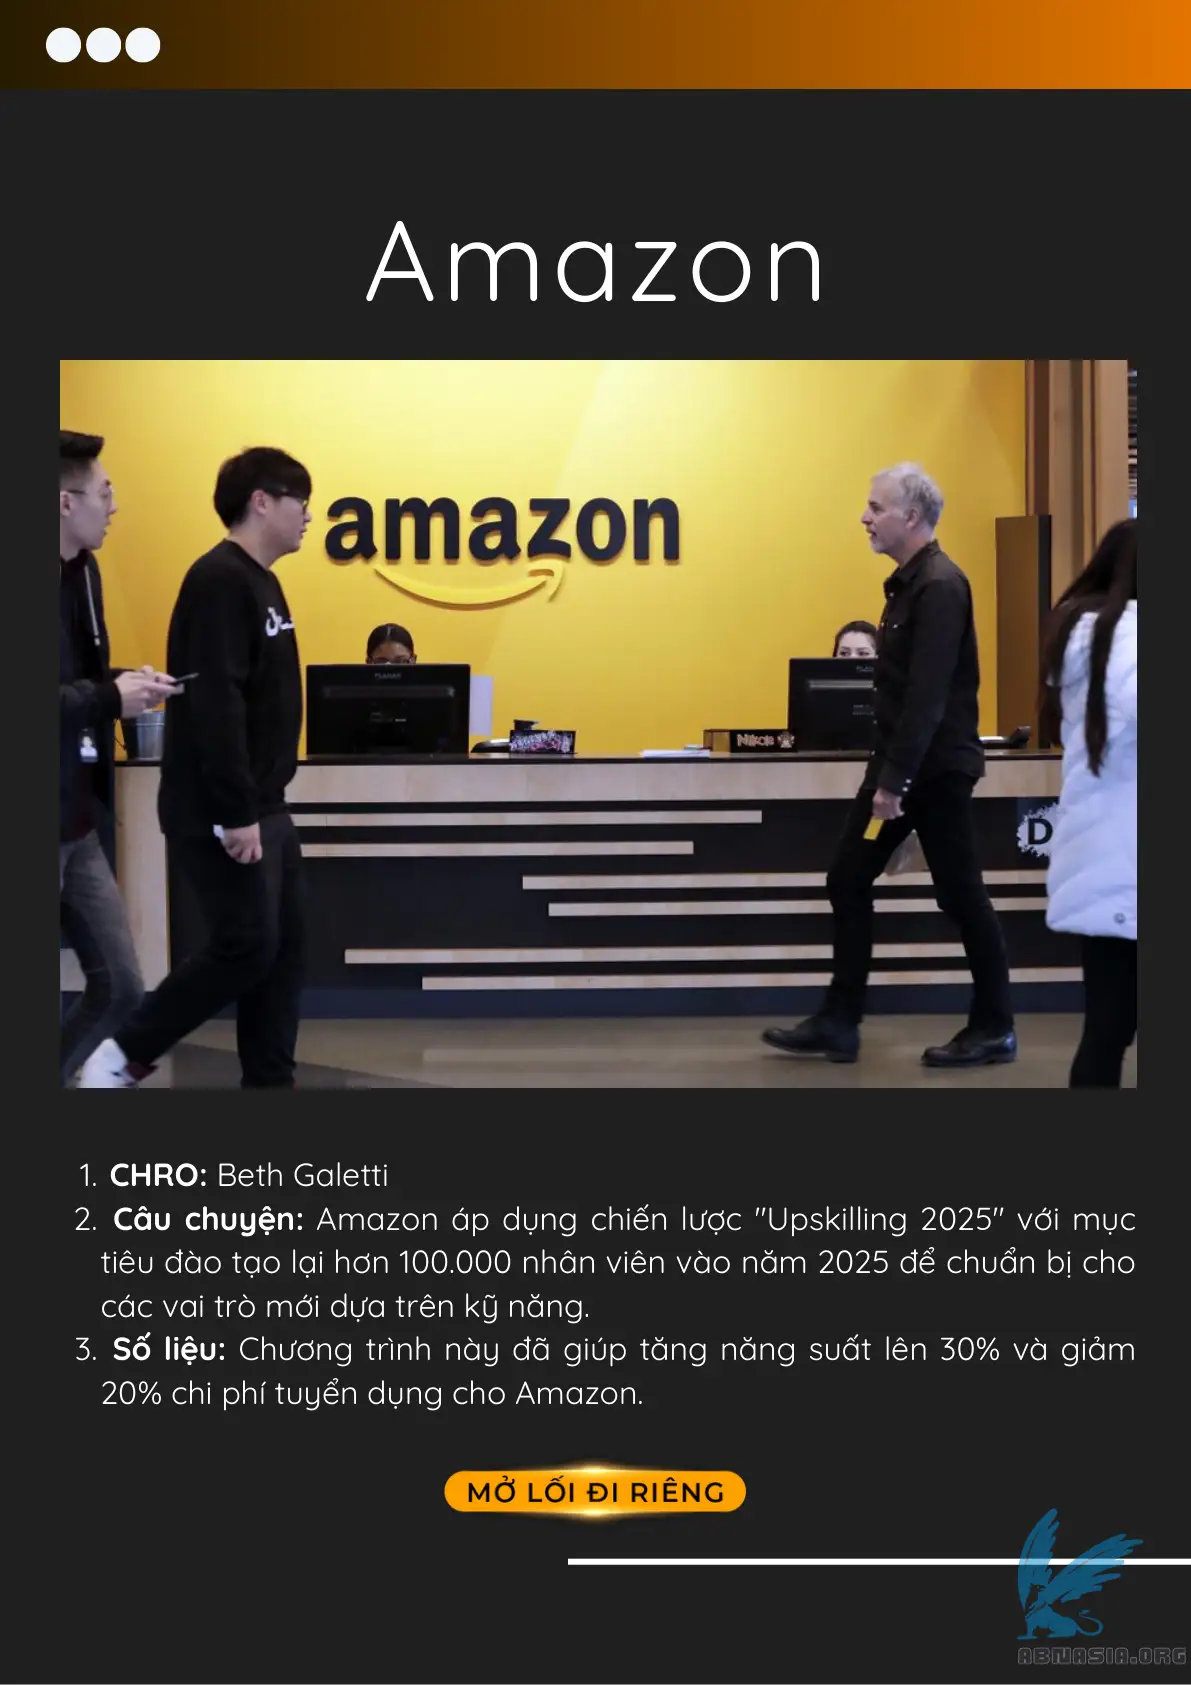 Amazon
amazon
Nikole
D
1. CHRO: Beth Galetti
2. Câu chuyện: Amazon áp dụng chiến lược "Upskilling 2025" với mục
tiêu đào tạo lại hơn 100.000 nhân viên vào năm 2025 để chuẩn bị cho
các vai trò mới dựa trên kỹ năng.
3. Số liệu: Chương trình này đã giúp tăng năng suất lên 30% và giảm
20% chi phí tuyển dụng cho Amazon.
MỞ LỐI ĐI RIÊNG
ABNASIA.ORG